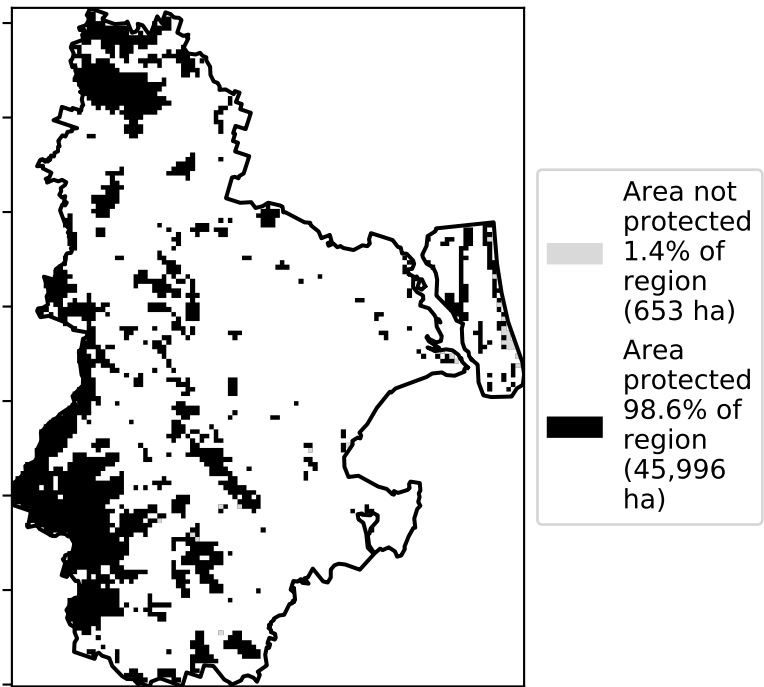 Area not
protected
1.4% of
region
(653 ha)
Area
protected
98.6% of
region
(45,996
ha)